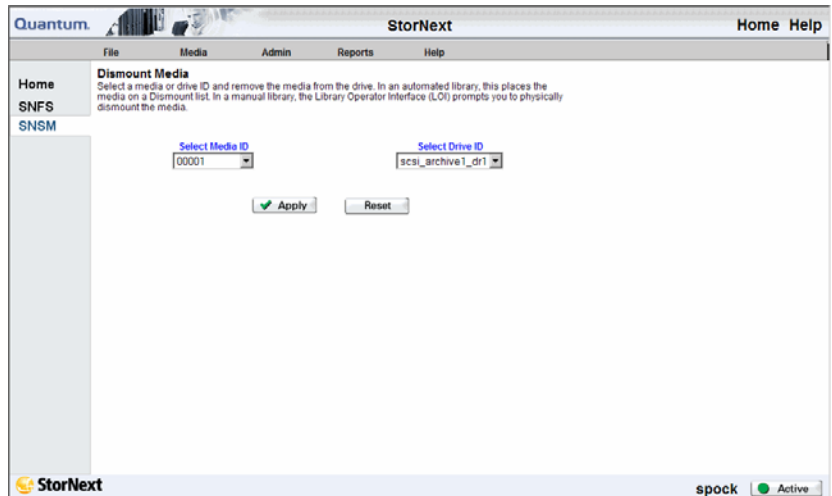 Quantum.
StorNext
Home Help
File Media Admin Reports Help
Home
SNFS
SNSM
Dismount Media
Select a media or drive ID and remove the media from the drive. In an automated library, this places the
media on a Dismount list. In a manual library, the Library Operator Interface (LOI) prompts you to physically
dismount the media.
Select Media ID Select Drive ID
00001 scsi_archive1_dr1
Apply Reset
StorNext
spock Active